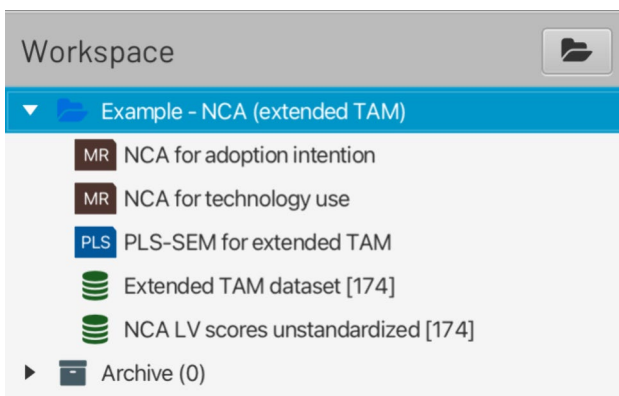 Workspace
Example - NCA (extended TAM)
MR NCA for adoption intention
MR NCA for technology use
PLS PLS-SEM for extended TAM
Extended TAM dataset [174]
NCA LV scores unstandardized [174]
Archive (0)